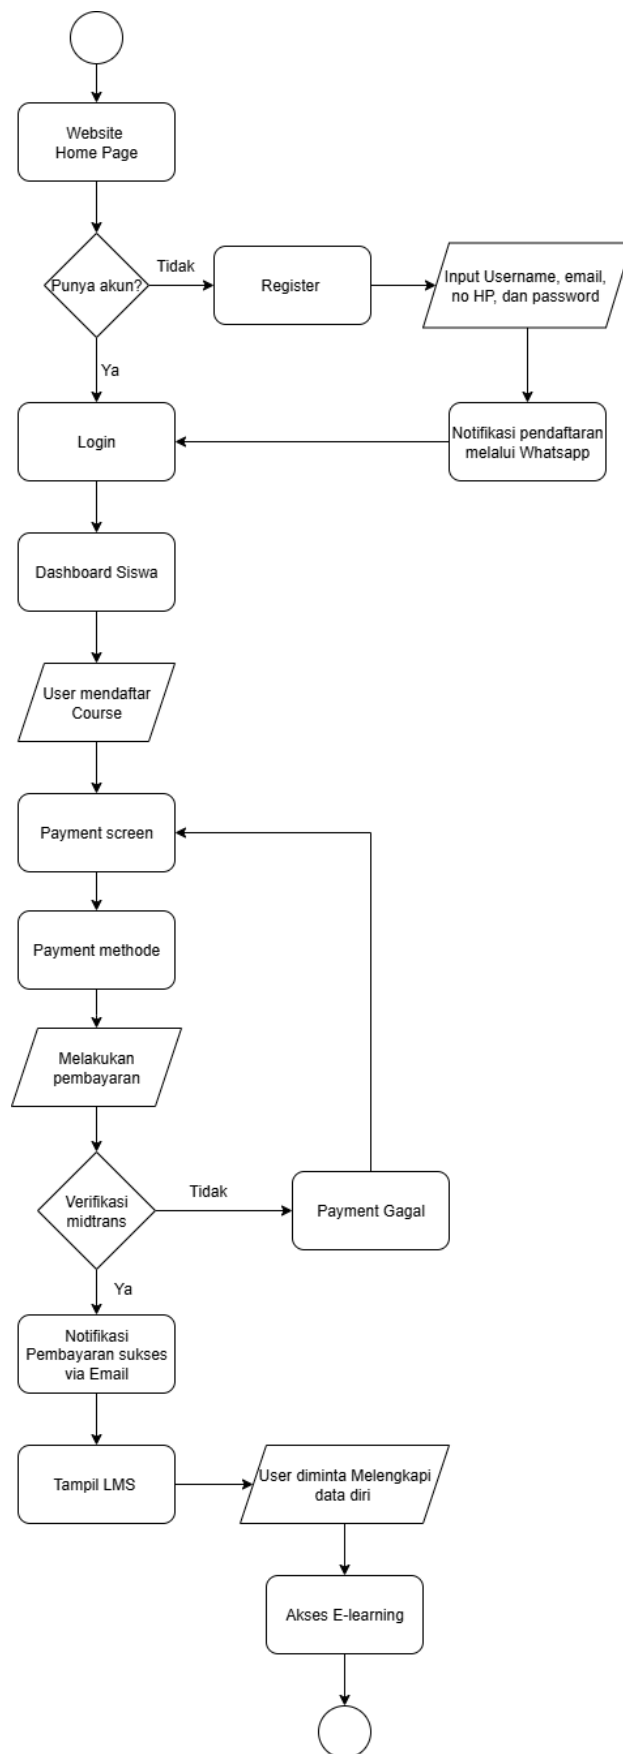 Website
Home Page
Punya akun?
Tidak
Register
Input Username, email,
no HP, dan password
Ya
Login
Notifikasi pendaftaran
melalui Whatsapp
Dashboard Siswa
User mendaftar
Course
Payment screen
Payment methode
Melakukan
pembayaran
Verifikasi
midtrans
Tidak
Payment Gagal
Ya
Notifikasi
Pembayaran sukses
via Email
Tampil LMS
User diminta Melengkapi
data diri
Akses E-learning